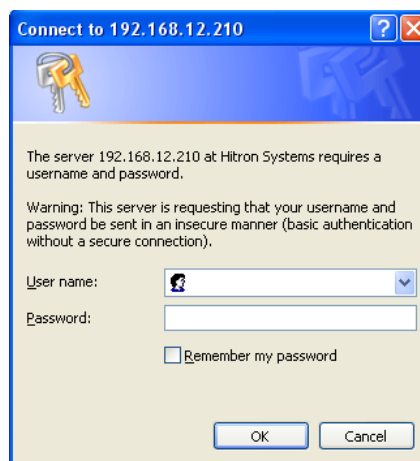 Connect to 192.168.12.210
The server 192.168.12.210 at Hitron Systems requires a
username and password.
Warning: This server is requesting that your username and
password be sent in an insecure manner (basic authentication
without a secure connection).
User name:
Password:
Remember my password
OK Cancel